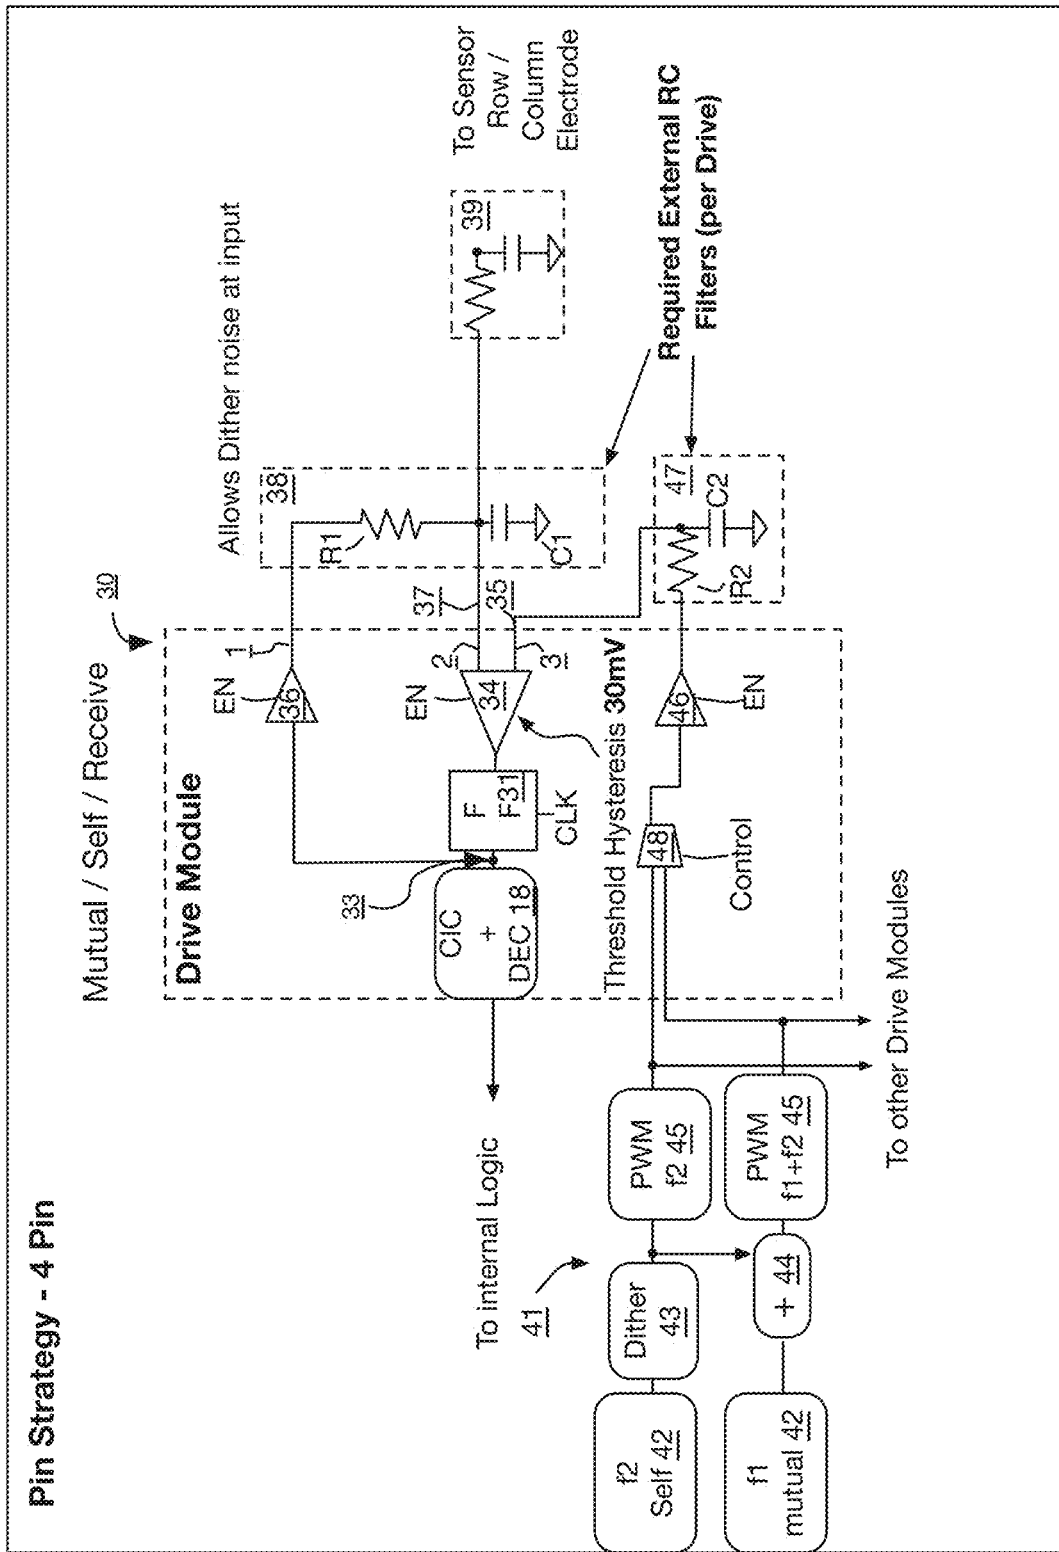 Pin Strategy - 4 Pin
Mutual / Self / Receive
30
Drive Module
EN
36
1
Allows Dither noise at input
38
R1
C1
39
To Sensor
Row /
Column
Electrode
Required External RC
Filters (per Drive)
33
CIC
+
DEC 18
F
F31
CLK
EN
34
2
3
37
35
Threshold Hysteresis 30mV
48
Control
46
EN
47
C2
R2
To internal Logic
41
f2
Self 42
Dither
43
PWM
f2 45
f1
mutual 42
+ 44
PWM
f1+f2 45
To other Drive Modules